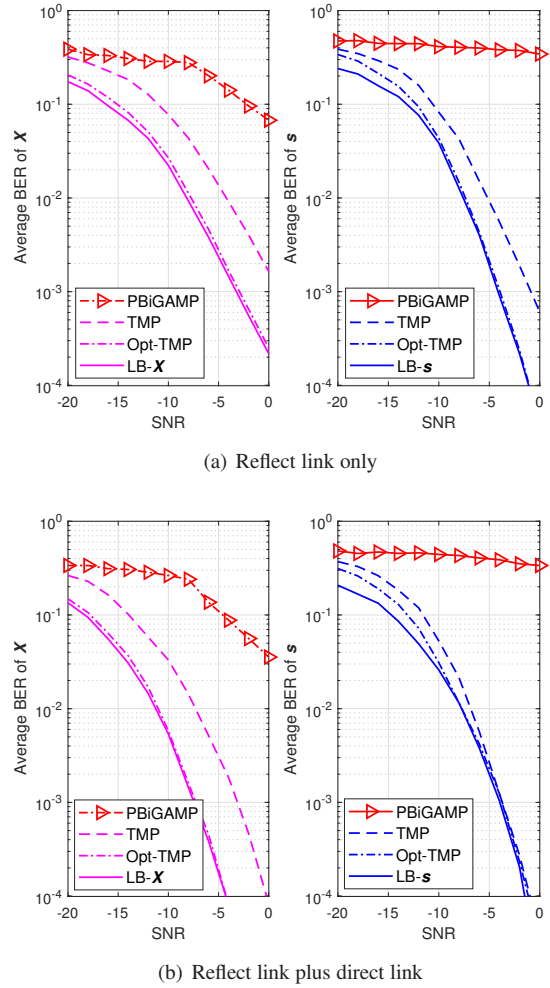 10^0
10^-1
10^-2
10^-3
10^-4
Average BER of X
-20 -15 -10 -5 0
SNR
PBiGAMP
TMP
Opt-TMP
LB-X
10^0
10^-1
10^-2
10^-3
10^-4
Average BER of s
-20 -15 -10 -5 0
SNR
PBiGAMP
TMP
Opt-TMP
LB-s
(a) Reflect link only
10^0
10^-1
10^-2
10^-3
10^-4
Average BER of X
-20 -15 -10 -5 0
SNR
PBiGAMP
TMP
Opt-TMP
LB-X
10^0
10^-1
10^-2
10^-3
10^-4
Average BER of s
-20 -15 -10 -5 0
SNR
PBiGAMP
TMP
Opt-TMP
LB-s
(b) Reflect link plus direct link